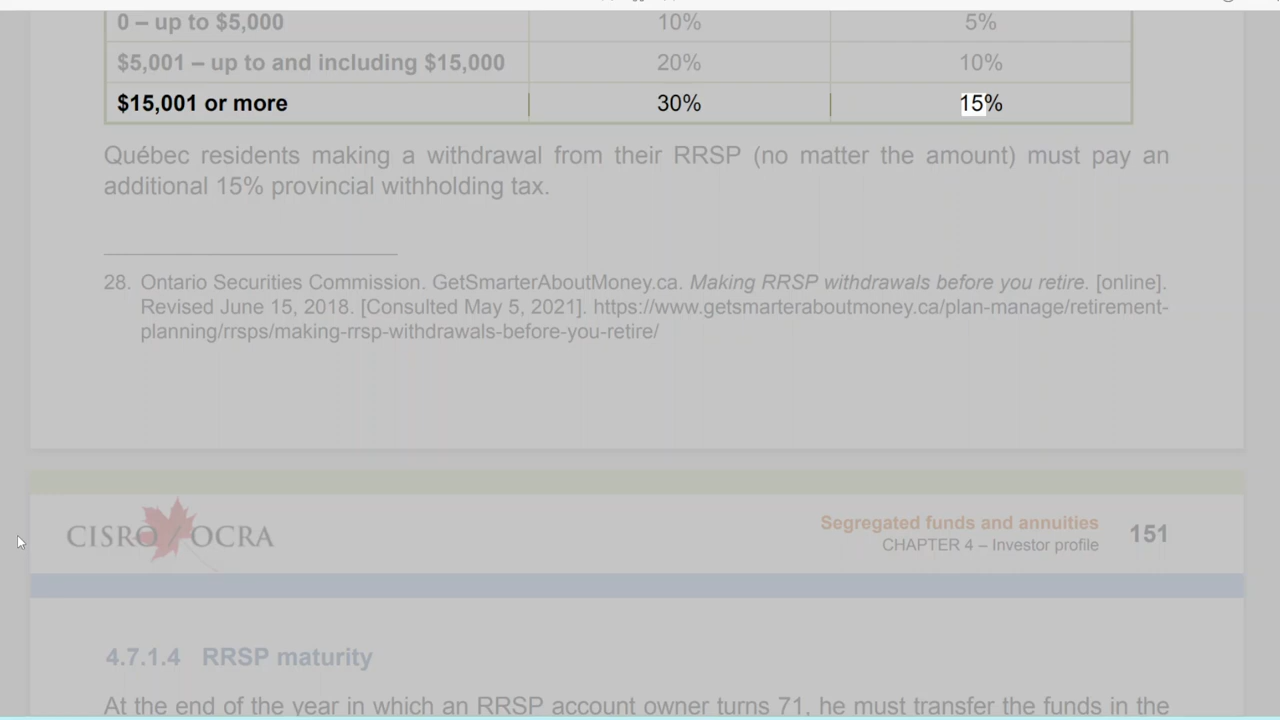 0 – up to $5,000 10% 5%
$5,001 – up to and including $15,000 20% 10%
$15,001 or more 30% 15%
Québec residents making a withdrawal from their RRSP (no matter the amount) must pay an
additional 15% provincial withholding tax.
28. Ontario Securities Commission. GetSmarterAboutMoney.ca. Making RRSP withdrawals before you retire. [online].
Revised June 15, 2018. [Consulted May 5, 2021]. https://www.getsmarteraboutmoney.ca/plan-manage/retirement-
planning/rrsps/making-rrsp-withdrawals-before-you-retire/
CISRO / OCRA
Segregated funds and annuities
CHAPTER 4 – Investor profile
151
4.7.1.4 RRSP maturity
At the end of the year in which an RRSP account owner turns 71, he must transfer the funds in the